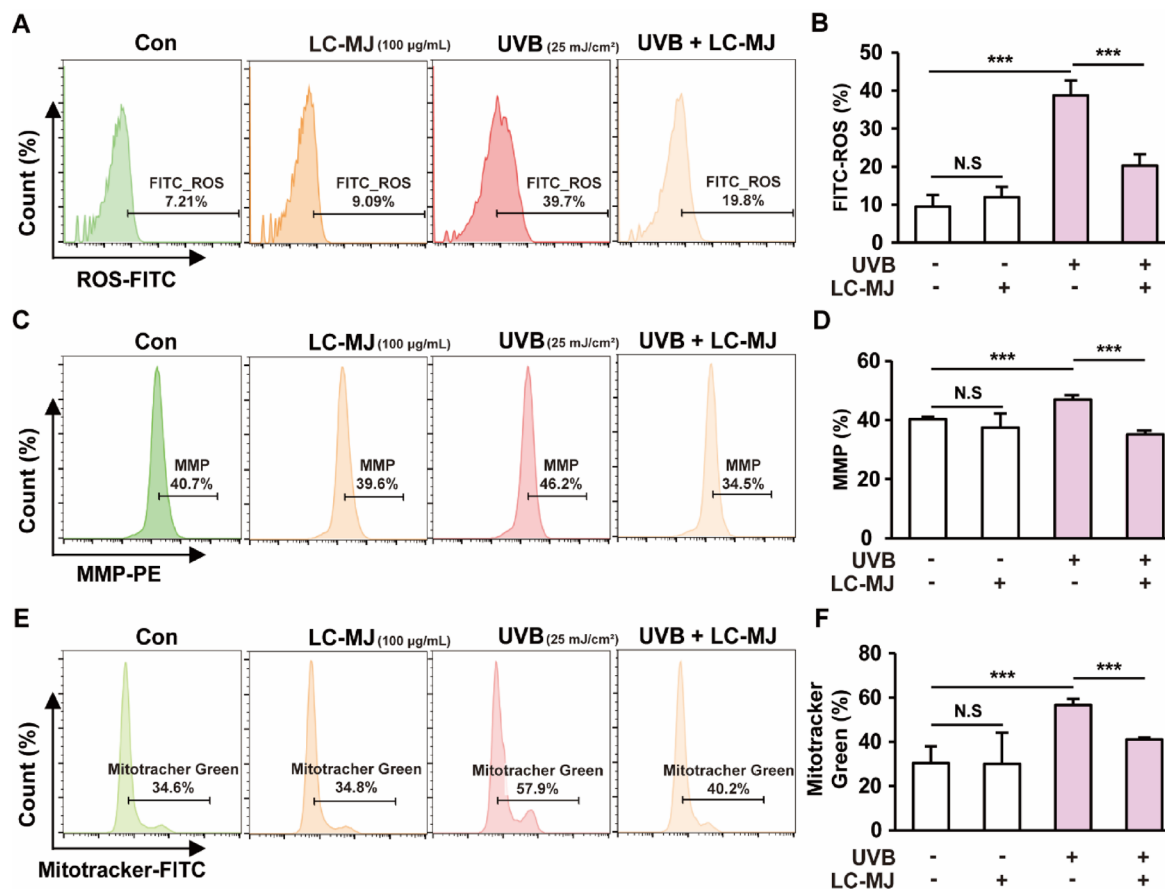 A
Con
LC-MJ (100 µg/mL)
UVB (25 mJ/cm²)
UVB + LC-MJ
Count (%)
FITC_ROS
7.21%
FITC_ROS
9.09%
FITC_ROS
39.7%
FITC_ROS
19.8%
ROS-FITC
B
FITC-ROS (%)
50
40
30
20
10
0
***
***
N.S
UVB - - + +
LC-MJ - + - +
C
Con
LC-MJ (100 µg/mL)
UVB (25 mJ/cm²)
UVB + LC-MJ
Count (%)
MMP
40.7%
MMP
39.6%
MMP
46.2%
MMP
34.5%
MMP-PE
D
MMP (%)
60
40
20
0
***
***
N.S
UVB - - + +
LC-MJ - + - +
E
Con
LC-MJ (100 µg/mL)
UVB (25 mJ/cm²)
UVB + LC-MJ
Count (%)
Mitotracher Green
34.6%
Mitotracher Green
34.8%
Mitotracher Green
57.9%
Mitotracher Green
40.2%
Mitotracker-FITC
F
Mitotracker
Green (%)
80
60
40
20
0
***
***
N.S
UVB - - + +
LC-MJ - + - +